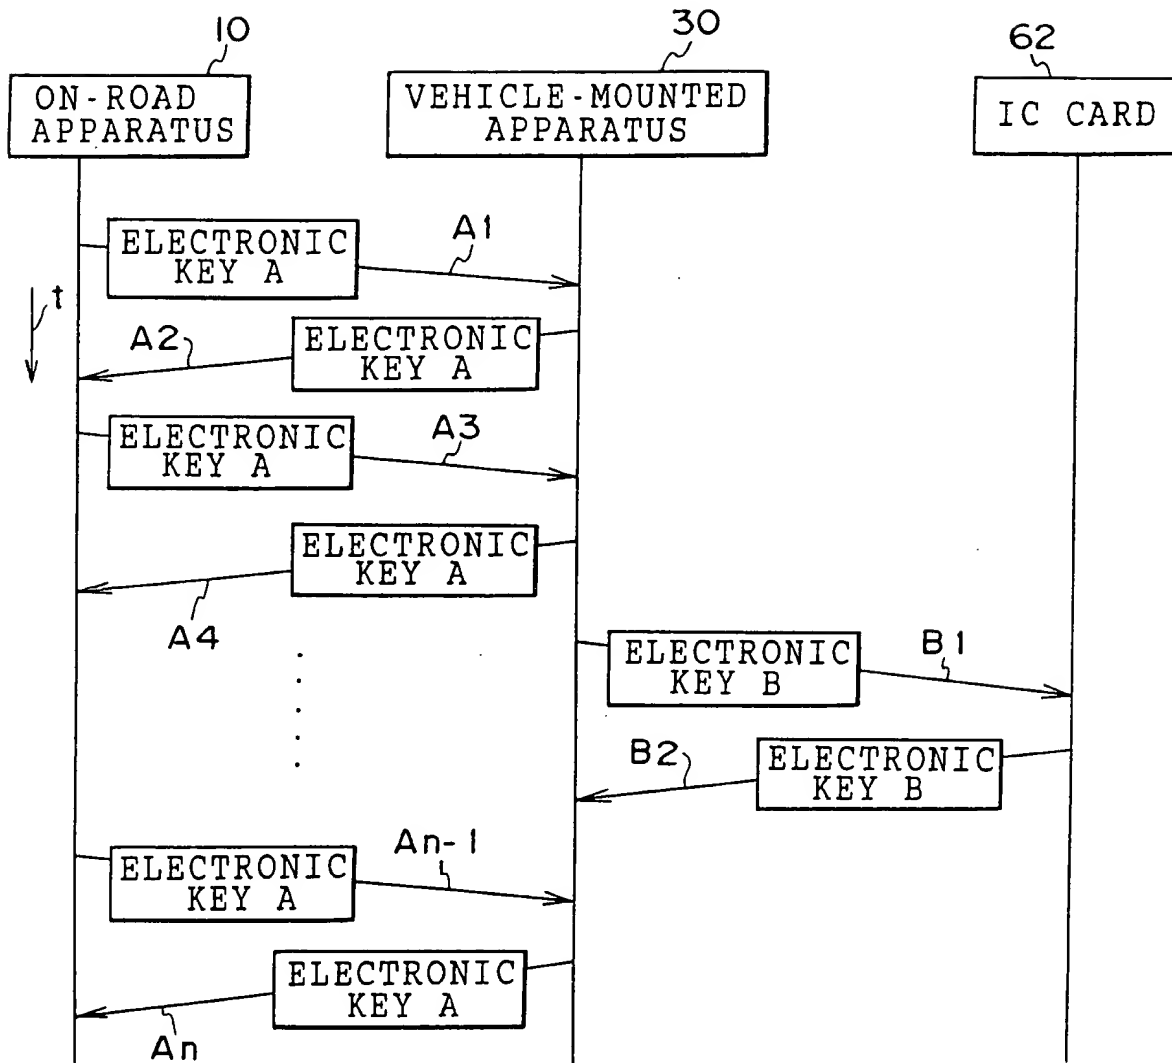 10
30
62
ON-ROAD
APPARATUS
VEHICLE-MOUNTED
APPARATUS
IC CARD
ELECTRONIC
KEY A
A1
t
A2
ELECTRONIC
KEY A
ELECTRONIC
KEY A
A3
ELECTRONIC
KEY A
A4
ELECTRONIC
KEY B
B1
B2
ELECTRONIC
KEY B
ELECTRONIC
KEY A
An-1
ELECTRONIC
KEY A
An